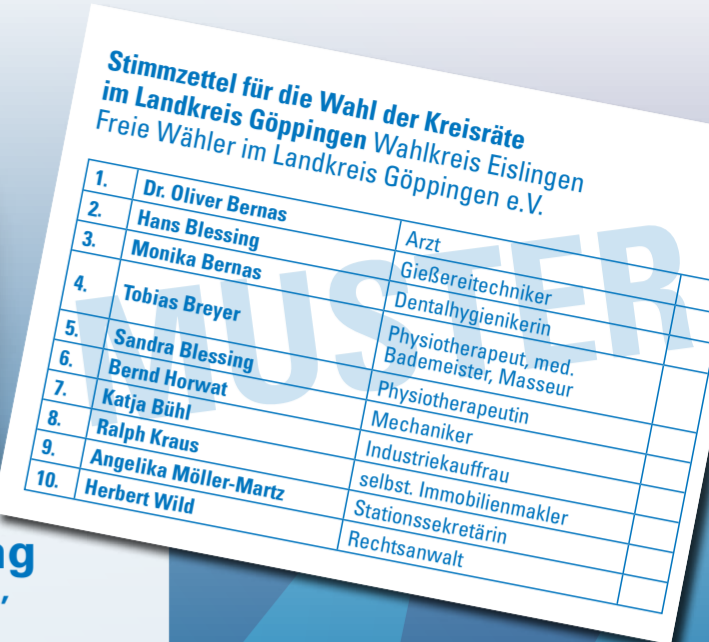 Stimmzettel für die Wahl der Kreisräte
im Landkreis Göppingen Wahlkreis Eislingen
Freie Wähler im Landkreis Göppingen e.V.
1. Dr. Oliver Bernas Arzt
2. Hans Blessing Gießereitechniker
3. Monika Bernas Dentalhygienikerin
4. Tobias Breyer Physiotherapeut, med.
Bademeister, Masseur
5. Sandra Blessing Physiotherapeutin
6. Bernd Horwat Mechaniker
7. Katja Bühl Industriekauffrau
8. Ralph Kraus selbst. Immobilienmakler
9. Angelika Möller-Martz Stationssekretärin
10. Herbert Wild Rechtsanwalt
MUSTER